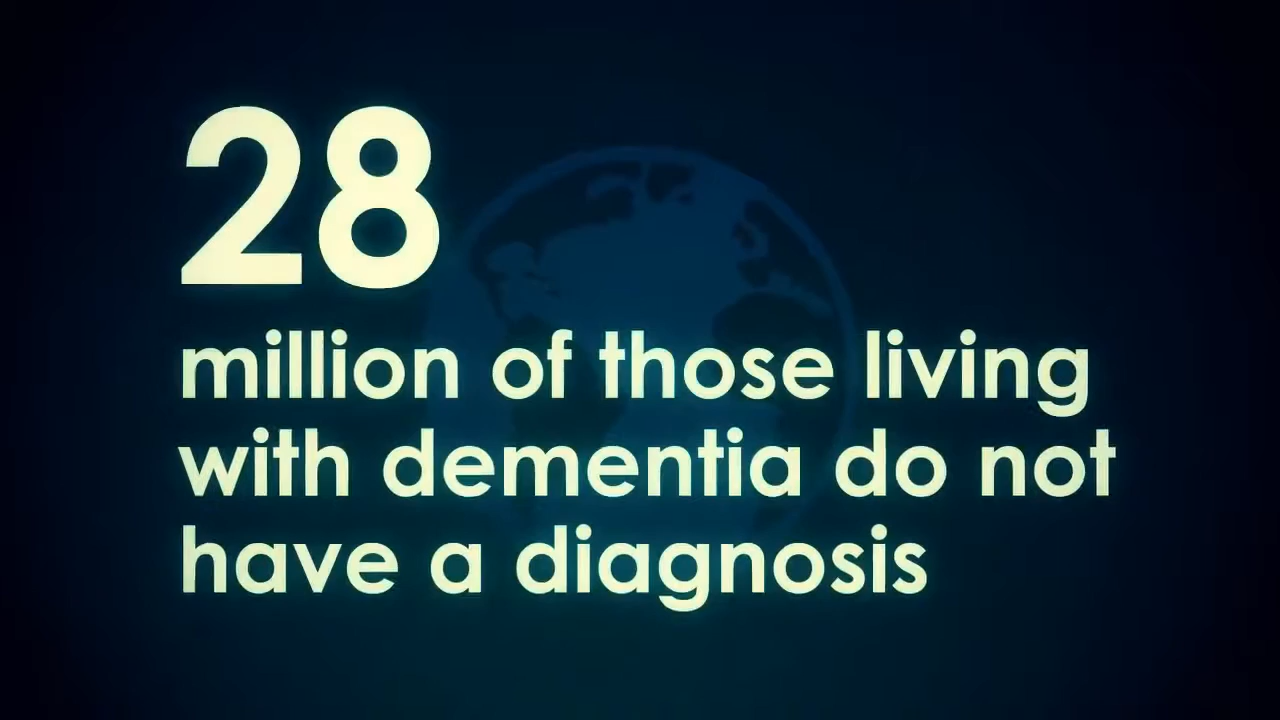 28
million of those living
with dementia do not
have a diagnosis